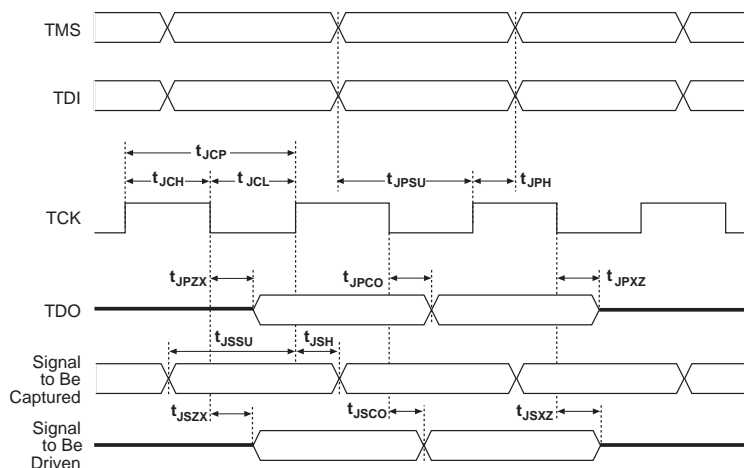 TMS
TDI
tJCP
tJCH
tJCL
tJPSU
tJPH
TCK
tJPZX
tJPCO
tJPXZ
TDO
tJSSU
tJSH
Signal
to Be
Captured
tJSZX
tJSCO
tJSXZ
Signal
to Be
Driven